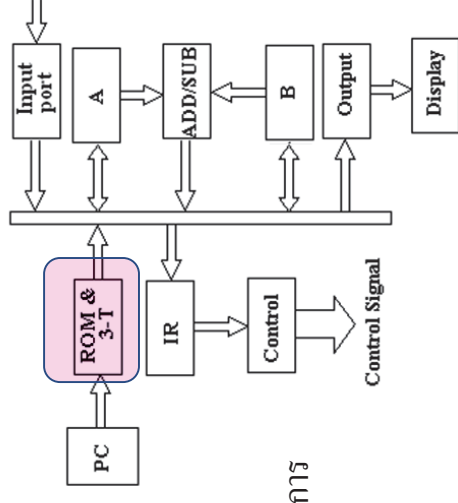 Input
port
A
ADD/SUB
B
Output
Display
PC
ROM &
3-T
IR
Control
Control Signal
การ